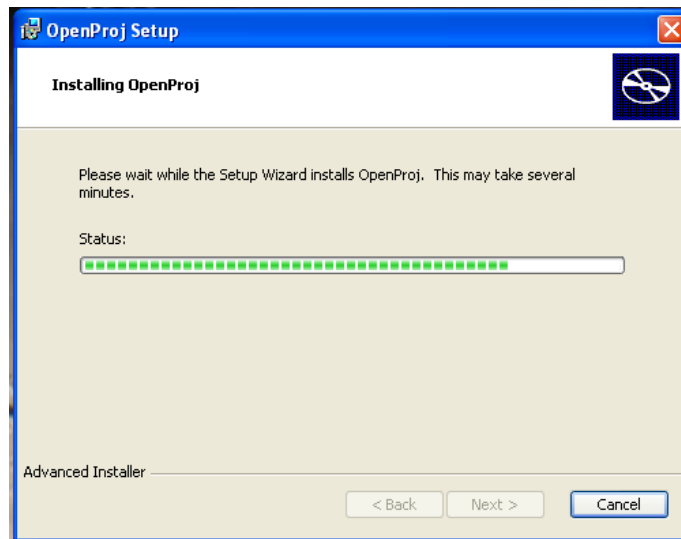 OpenProj Setup
Installing OpenProj
Please wait while the Setup Wizard installs OpenProj. This may take several
minutes.
Status:
Advanced Installer
< Back
Next >
Cancel